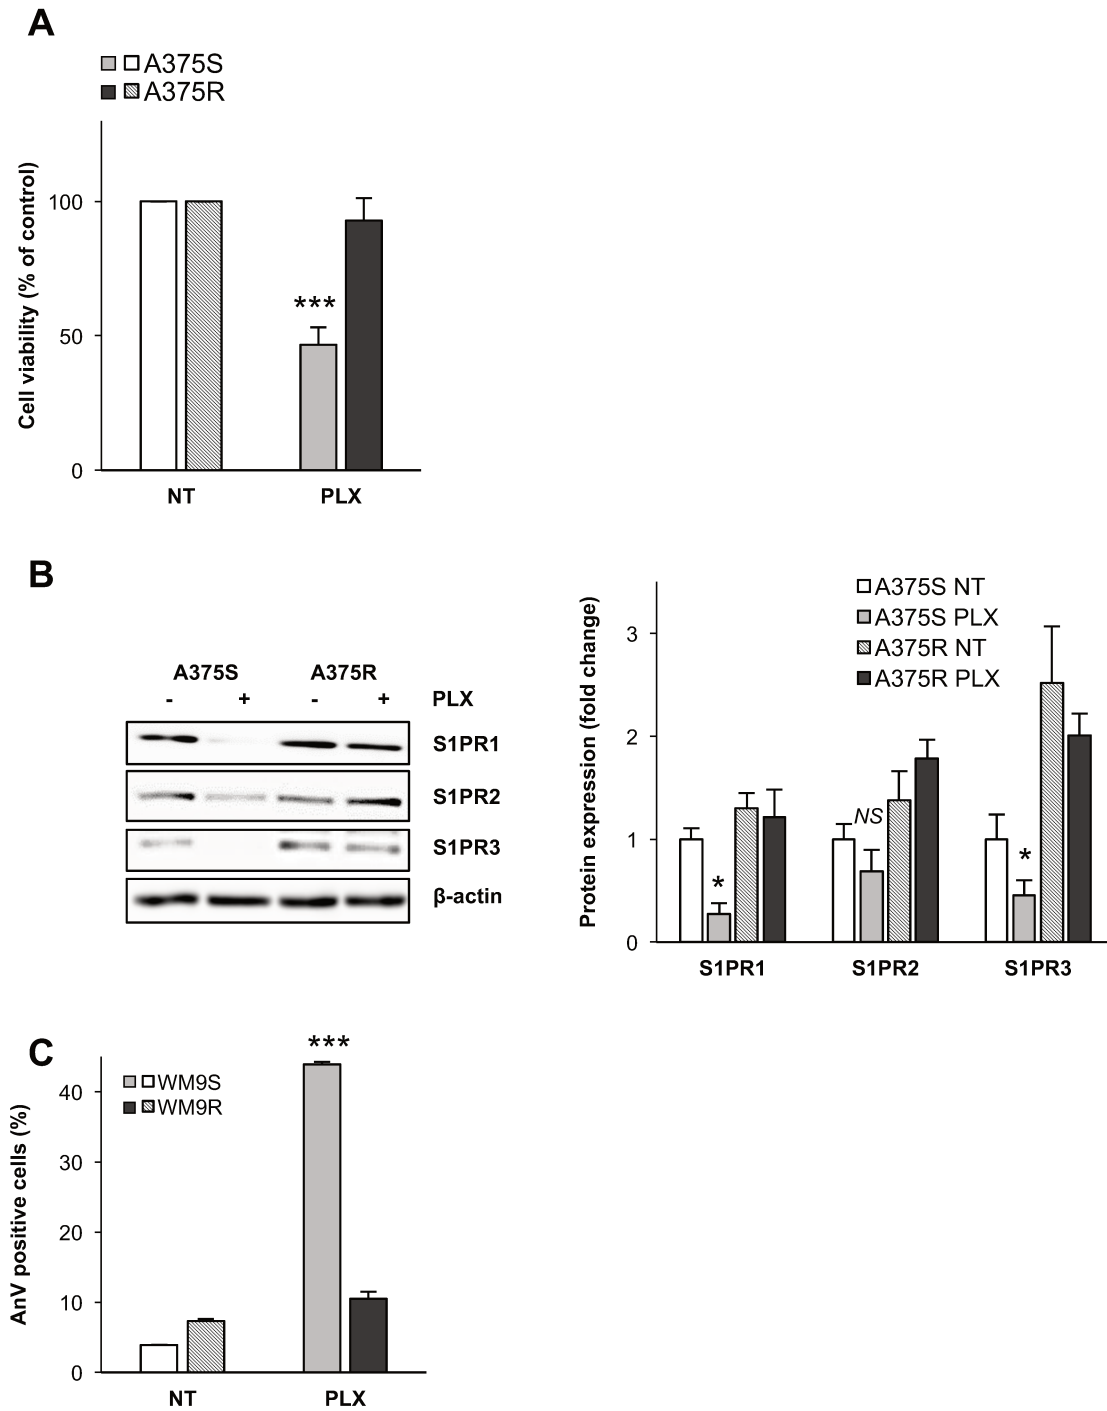 A
A375S
A375R
Cell viability (% of control)
100
50
0
***
NT PLX
B
A375S A375R
- + - + PLX
S1PR1
S1PR2
S1PR3
β-actin
A375S NT
A375S PLX
A375R NT
A375R PLX
Protein expression (fold change)
3
2
1
0
*
NS
*
S1PR1 S1PR2 S1PR3
C
WM9S
WM9R
AnV positive cells (%)
40
30
20
10
0
***
NT PLX